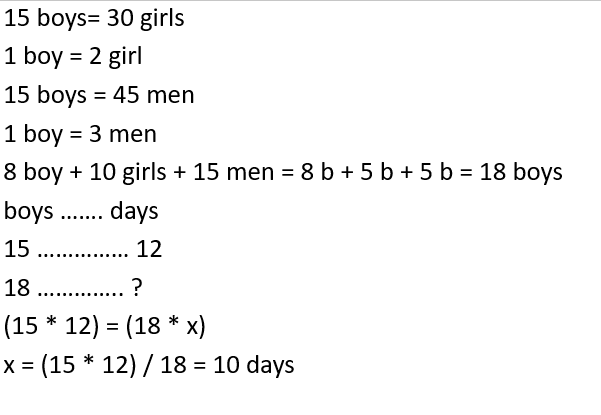 15 boys= 30 girls
1 boy = 2 girl
15 boys = 45 men
1 boy = 3 men
8 boy + 10 girls + 15 men = 8 b + 5 b + 5 b = 18 boys
boys ....... days
15 ............... 12
18 .............. ?
(15 * 12) = (18 * x)
x = (15 * 12) / 18 = 10 days